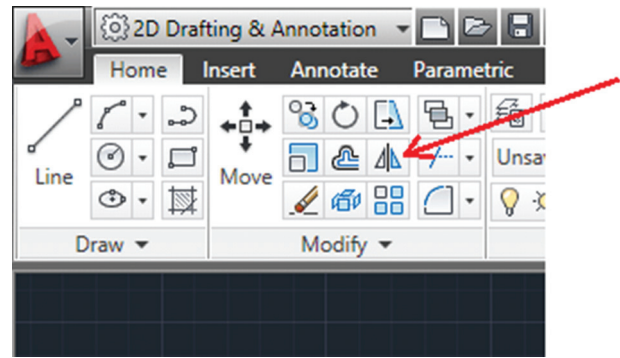 2D Drafting & Annotation
Home Insert Annotate Parametric
Line
Move
Unsa
Draw
Modify